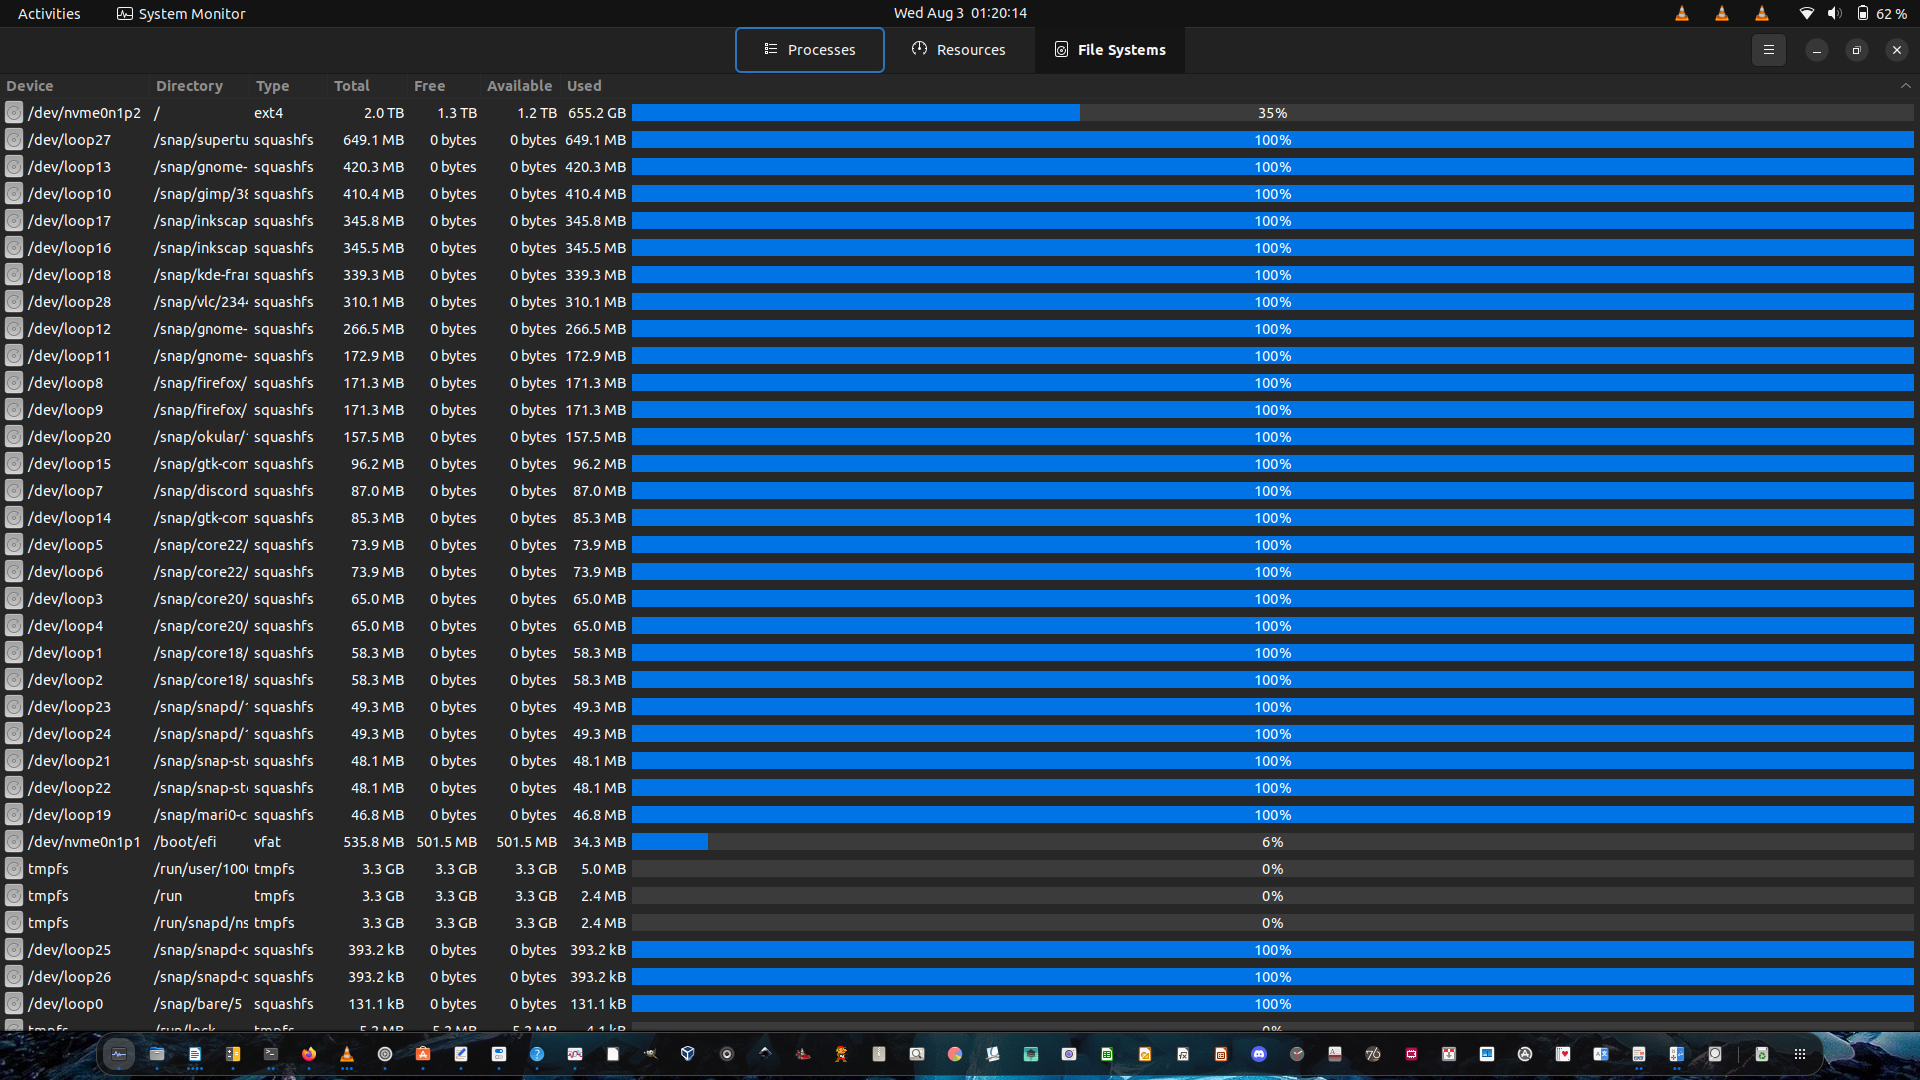 Activities System Monitor Wed Aug 3 01:20:14 62 %
Processes Resources File Systems
Device Directory Type Total Free Available Used
/dev/nvme0n1p2 / ext4 2.0 TB 1.3 TB 1.2 TB 655.2 GB 35%
/dev/loop27 /snap/supertu squashfs 649.1 MB 0 bytes 0 bytes 649.1 MB 100%
/dev/loop13 /snap/gnome- squashfs 420.3 MB 0 bytes 0 bytes 420.3 MB 100%
/dev/loop10 /snap/gimp/38 squashfs 410.4 MB 0 bytes 0 bytes 410.4 MB 100%
/dev/loop17 /snap/inkscap squashfs 345.8 MB 0 bytes 0 bytes 345.8 MB 100%
/dev/loop16 /snap/inkscap squashfs 345.5 MB 0 bytes 0 bytes 345.5 MB 100%
/dev/loop18 /snap/kde-frar squashfs 339.3 MB 0 bytes 0 bytes 339.3 MB 100%
/dev/loop28 /snap/vlc/2344 squashfs 310.1 MB 0 bytes 0 bytes 310.1 MB 100%
/dev/loop12 /snap/gnome- squashfs 266.5 MB 0 bytes 0 bytes 266.5 MB 100%
/dev/loop11 /snap/gnome- squashfs 172.9 MB 0 bytes 0 bytes 172.9 MB 100%
/dev/loop8 /snap/firefox/ squashfs 171.3 MB 0 bytes 0 bytes 171.3 MB 100%
/dev/loop9 /snap/firefox/ squashfs 171.3 MB 0 bytes 0 bytes 171.3 MB 100%
/dev/loop20 /snap/okular/1 squashfs 157.5 MB 0 bytes 0 bytes 157.5 MB 100%
/dev/loop15 /snap/gtk-com squashfs 96.2 MB 0 bytes 0 bytes 96.2 MB 100%
/dev/loop7 /snap/discord squashfs 87.0 MB 0 bytes 0 bytes 87.0 MB 100%
/dev/loop14 /snap/gtk-com squashfs 85.3 MB 0 bytes 0 bytes 85.3 MB 100%
/dev/loop5 /snap/core22/ squashfs 73.9 MB 0 bytes 0 bytes 73.9 MB 100%
/dev/loop6 /snap/core22/ squashfs 73.9 MB 0 bytes 0 bytes 73.9 MB 100%
/dev/loop3 /snap/core20/ squashfs 65.0 MB 0 bytes 0 bytes 65.0 MB 100%
/dev/loop4 /snap/core20/ squashfs 65.0 MB 0 bytes 0 bytes 65.0 MB 100%
/dev/loop1 /snap/core18/ squashfs 58.3 MB 0 bytes 0 bytes 58.3 MB 100%
/dev/loop2 /snap/core18/ squashfs 58.3 MB 0 bytes 0 bytes 58.3 MB 100%
/dev/loop23 /snap/snapd/1 squashfs 49.3 MB 0 bytes 0 bytes 49.3 MB 100%
/dev/loop24 /snap/snapd/1 squashfs 49.3 MB 0 bytes 0 bytes 49.3 MB 100%
/dev/loop21 /snap/snap-sto squashfs 48.1 MB 0 bytes 0 bytes 48.1 MB 100%
/dev/loop22 /snap/snap-sto squashfs 48.1 MB 0 bytes 0 bytes 48.1 MB 100%
/dev/loop19 /snap/mari0-c squashfs 46.8 MB 0 bytes 0 bytes 46.8 MB 100%
/dev/nvme0n1p1 /boot/efi vfat 535.8 MB 501.5 MB 501.5 MB 34.3 MB 6%
tmpfs /run/user/1000 tmpfs 3.3 GB 3.3 GB 3.3 GB 5.0 MB 0%
tmpfs /run tmpfs 3.3 GB 3.3 GB 3.3 GB 2.4 MB 0%
tmpfs /run/snapd/ns tmpfs 3.3 GB 3.3 GB 3.3 GB 2.4 MB 0%
/dev/loop25 /snap/snapd-c squashfs 393.2 kB 0 bytes 0 bytes 393.2 kB 100%
/dev/loop26 /snap/snapd-c squashfs 393.2 kB 0 bytes 0 bytes 393.2 kB 100%
/dev/loop0 /snap/bare/5 squashfs 131.1 kB 0 bytes 0 bytes 131.1 kB 100%
tmpfs /run/lock tmpfs 5.2 MB 5.2 MB 5.2 MB 4.1 kB 0%